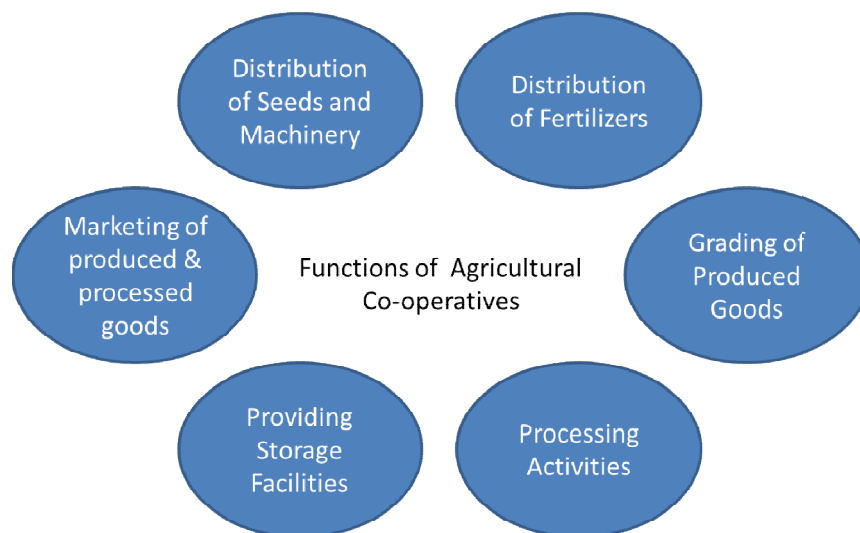 Distribution
of Seeds and
Machinery
Distribution
of Fertilizers
Marketing of
produced &
processed
goods
Functions of Agricultural
Co-operatives
Grading of
Produced
Goods
Providing
Storage
Facilities
Processing
Activities